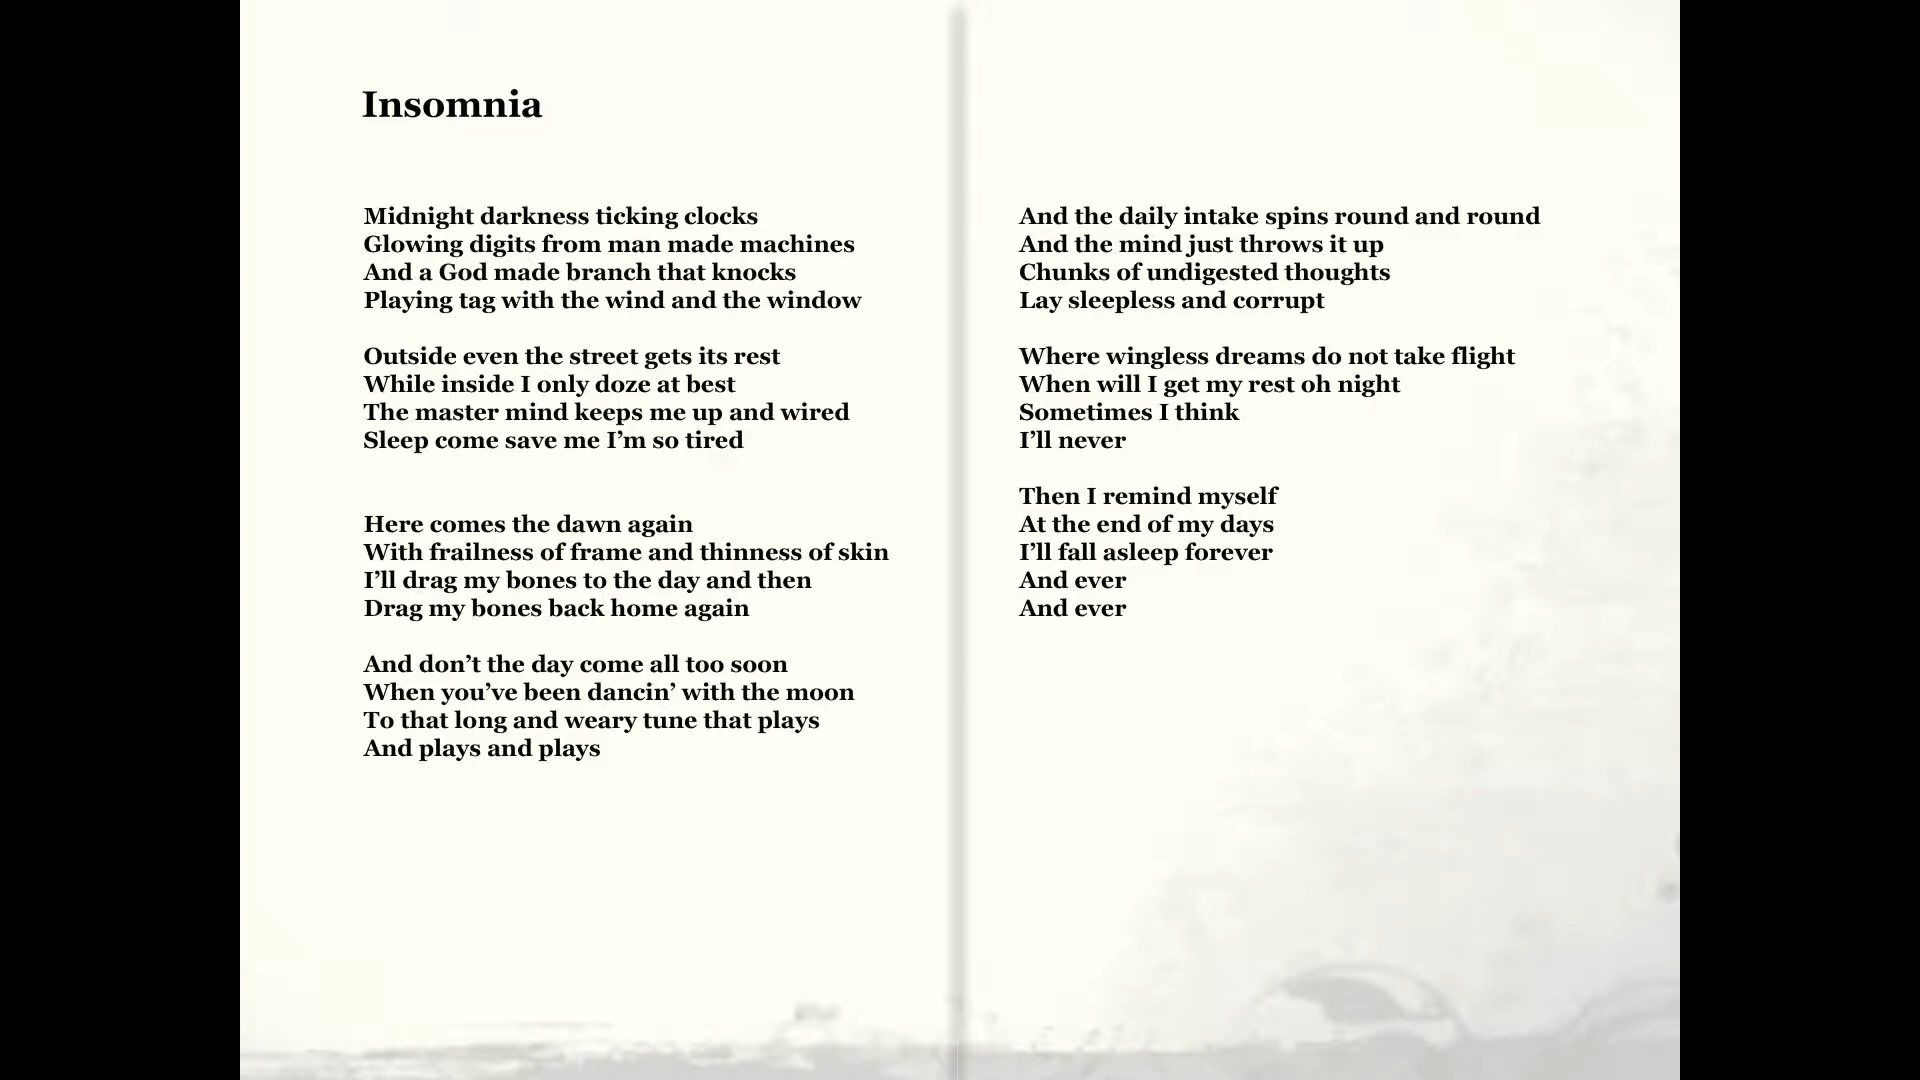 Insomnia
Midnight darkness ticking clocks
Glowing digits from man made machines
And a God made branch that knocks
Playing tag with the wind and the window
Outside even the street gets its rest
While inside I only doze at best
The master mind keeps me up and wired
Sleep come save me I’m so tired
Here comes the dawn again
With frailness of frame and thinness of skin
I’ll drag my bones to the day and then
Drag my bones back home again
And don’t the day come all too soon
When you’ve been dancin’ with the moon
To that long and weary tune that plays
And plays and plays
And the daily intake spins round and round
And the mind just throws it up
Chunks of undigested thoughts
Lay sleepless and corrupt
Where wingless dreams do not take flight
When will I get my rest oh night
Sometimes I think
I’ll never
Then I remind myself
At the end of my days
I’ll fall asleep forever
And ever
And ever